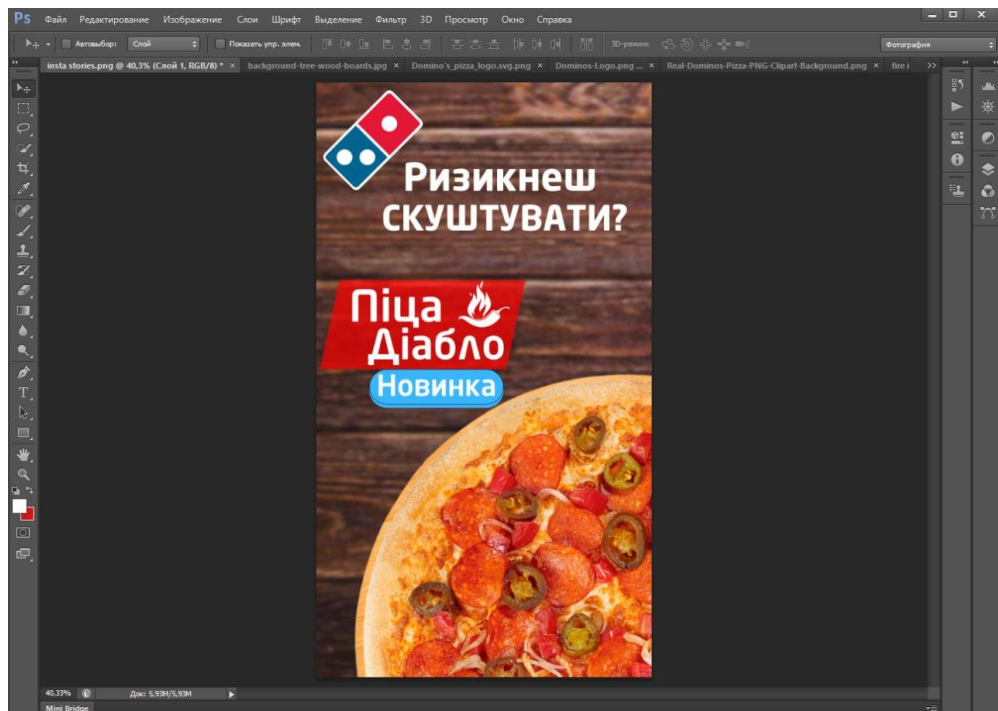 Ps Файл Редактирование Изображение Слои Шрифт Выделение Фильтр 3D Просмотр Окно Справка
Автовыбор: Слой Показать упр. элем. 3D-режим: Фотография
insta stories.png @ 40,3% (Слой 1, RGB/8) * × background-tree-wood-boards.jpg × Domino`s_pizza_logo.svg.png × Dominos-Logo.png ... × Real-Dominos-Pizza-PNG-Clipart-Background.png × fire i
Ризикнеш
СКУШТУВАТИ?
Піца
Діабло
Новинка
40,33% Док: 5,93M/5,93M
Mini Bridge